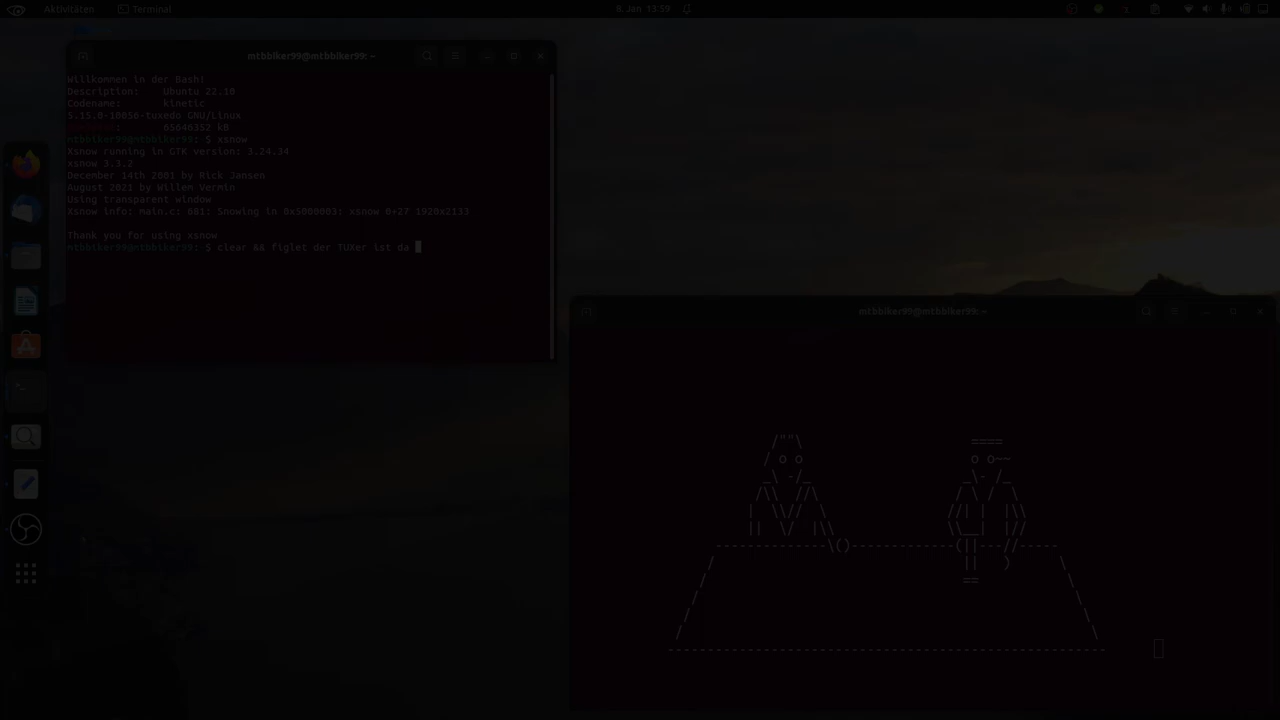 Aktivitäten Terminal 9. Jan 13:59
mtbbiker99@mtbbiker99: ~
Willkommen in der Bash!
Description: Ubuntu 22.10
Codename: kinetic
5.15.0-10056-tuxedo GNU/Linux
65646352 kB
mtbbiker99@mtbbiker99:~$ xsnow
Xsnow running in GTK version: 3.24.34
xsnow 3.3.2
December 14th 2001 by Rick Jansen
August 2021 by Willem Vermin
Using transparent window
Xsnow info: main.c: 681: Snowing in 0x5000003: xsnow 0+27 1920x2133
Thank you for using xsnow
mtbbiker99@mtbbiker99:~$ clear && figlet der TUXer ist da
mtbbiker99@mtbbiker99: ~